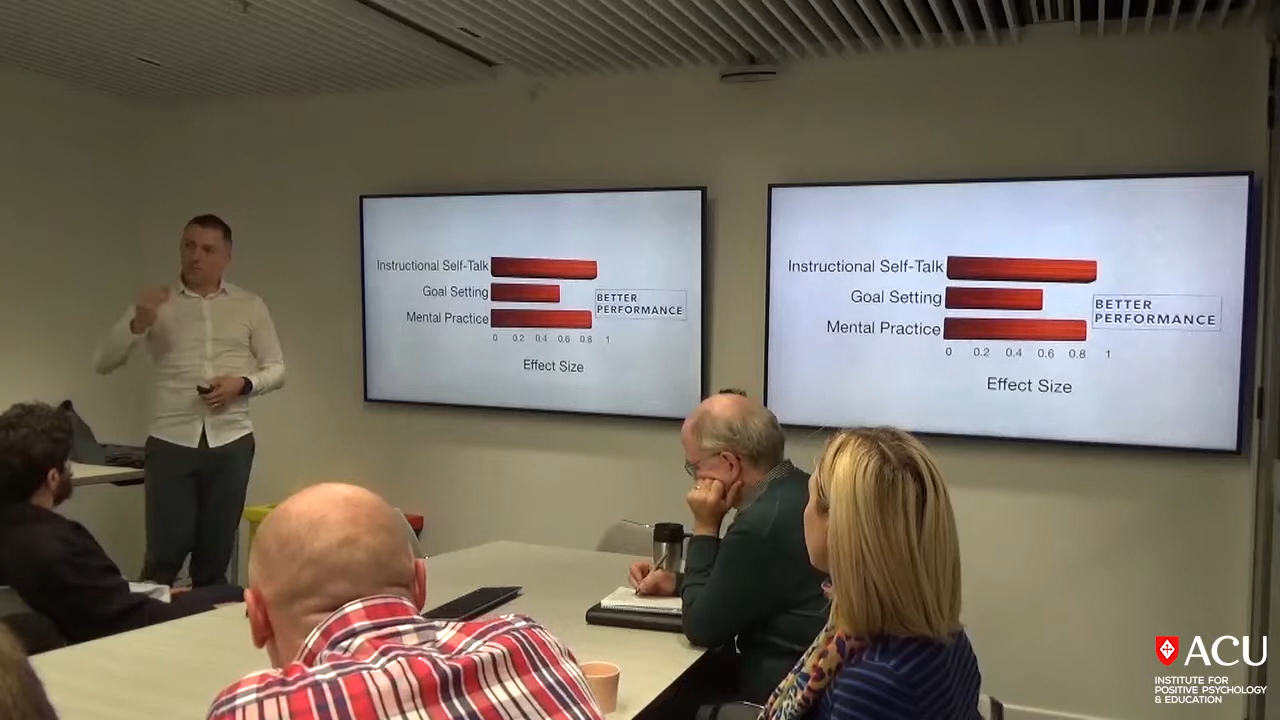 Instructional Self-Talk
Goal Setting
Mental Practice
BETTER
PERFORMANCE
0 0.2 0.4 0.6 0.8 1
Effect Size
Instructional Self-Talk
Goal Setting
Mental Practice
BETTER
PERFORMANCE
0 0.2 0.4 0.6 0.8 1
Effect Size
ACU
INSTITUTE FOR
POSITIVE PSYCHOLOGY
& EDUCATION